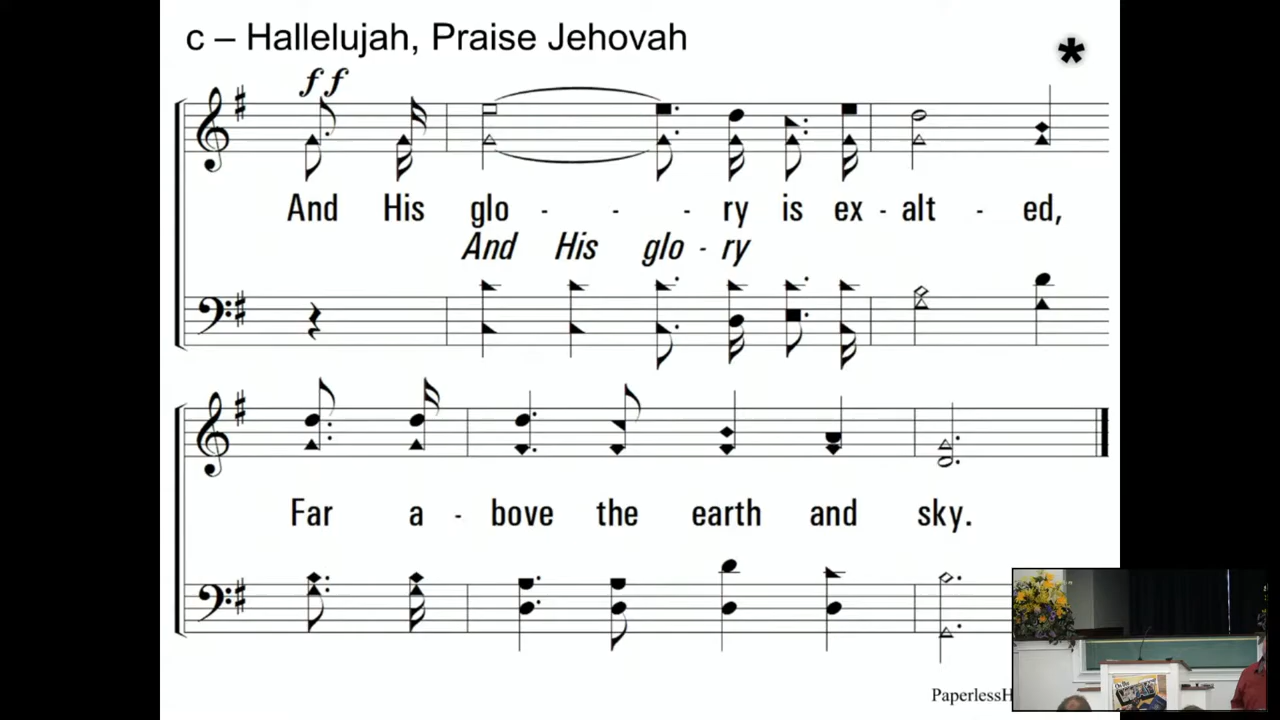 c – Hallelujah, Praise Jehovah
*
ff
And His glo - - - ry is ex - alt - ed,
And His glo - ry
Far a - bove the earth and sky.
PaperlessH